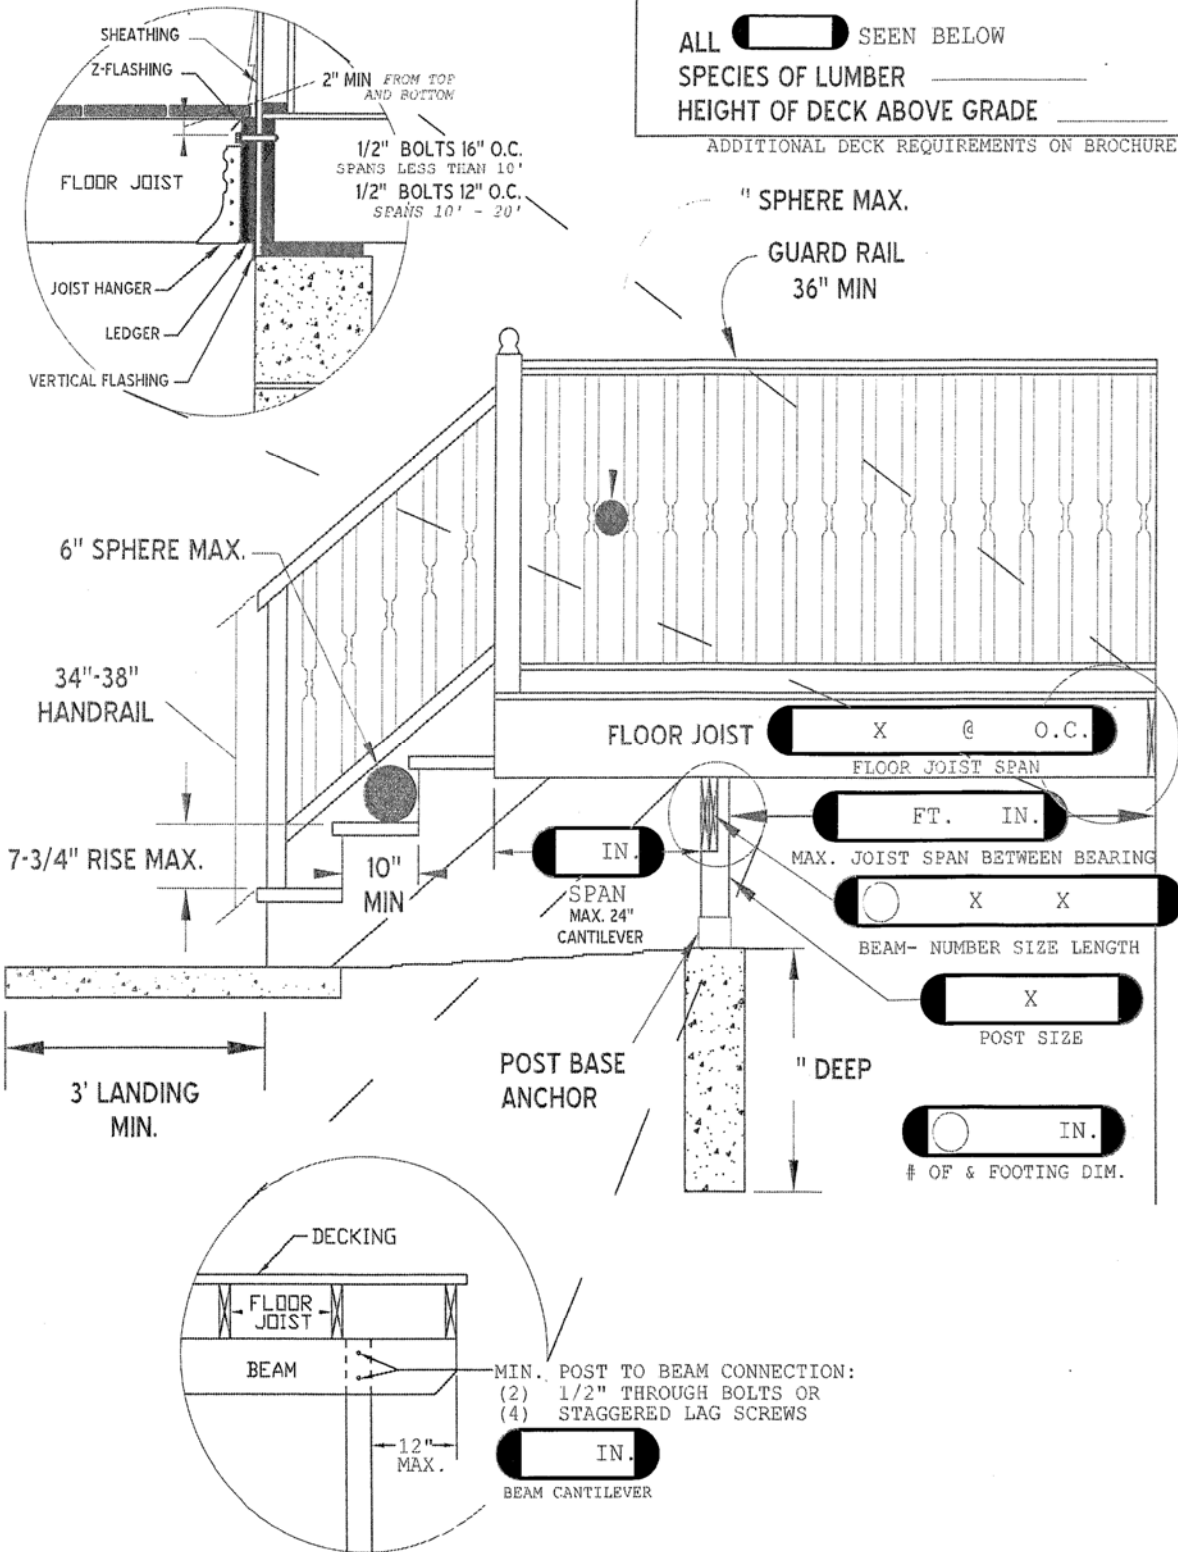 ALL SEEN BELOW
SPECIES OF LUMBER
HEIGHT OF DECK ABOVE GRADE
ADDITIONAL DECK REQUIREMENTS ON BROCHURE
SHEATHING
Z-FLASHING
2" MIN FROM TOP
AND BOTTOM
1/2" BOLTS 16" O.C.
SPANS LESS THAN 10'
1/2" BOLTS 12" O.C.
SPANS 10' - 20'
FLOOR JOIST
JOIST HANGER
LEDGER
VERTICAL FLASHING
" SPHERE MAX.
GUARD RAIL
36" MIN
6" SPHERE MAX.
34"-38"
HANDRAIL
FLOOR JOIST X @ O.C.
FLOOR JOIST SPAN
FT. IN.
MAX. JOIST SPAN BETWEEN BEARING
7-3/4" RISE MAX.
10"
MIN
IN.
SPAN
MAX. 24"
CANTILEVER
X X
BEAM- NUMBER SIZE LENGTH
X
POST SIZE
3' LANDING
MIN.
POST BASE
ANCHOR
" DEEP
IN.
# OF & FOOTING DIM.
DECKING
FLOOR
JOIST
BEAM
12"
MAX.
MIN. POST TO BEAM CONNECTION:
(2) 1/2" THROUGH BOLTS OR
(4) STAGGERED LAG SCREWS
IN.
BEAM CANTILEVER